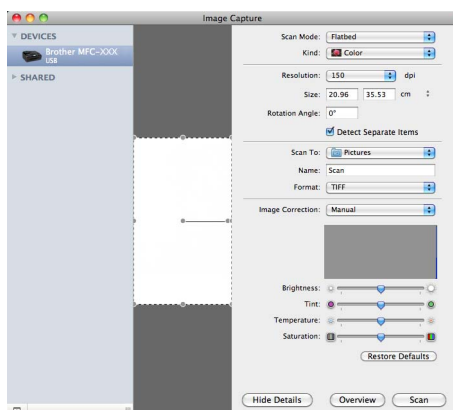 Image Capture
DEVICES
Brother MFC-XXX
USB
SHARED
Scan Mode: Flatbed
Kind: Color
Resolution: 150 dpi
Size: 20.96 35.53 cm
Rotation Angle: 0°
Detect Separate Items
Scan To: Pictures
Name: Scan
Format: TIFF
Image Correction: Manual
Brightness:
Tint:
Temperature:
Saturation:
Restore Defaults
Hide Details Overview Scan